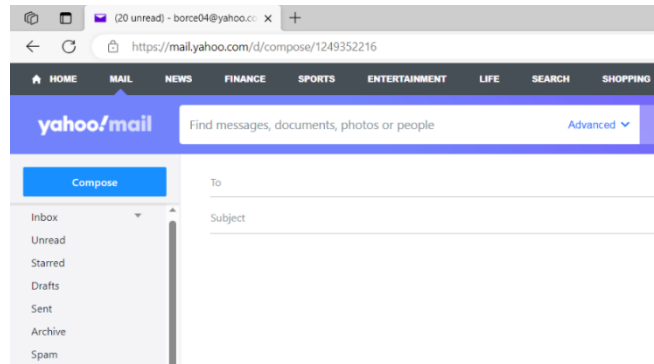 (20 unread) - borce04@yahoo.co
https://mail.yahoo.com/d/compose/1249352216
HOME MAIL NEWS FINANCE SPORTS ENTERTAINMENT LIFE SEARCH SHOPPING
yahoo!mail Find messages, documents, photos or people Advanced
Compose To
Inbox Subject
Unread
Starred
Drafts
Sent
Archive
Spam